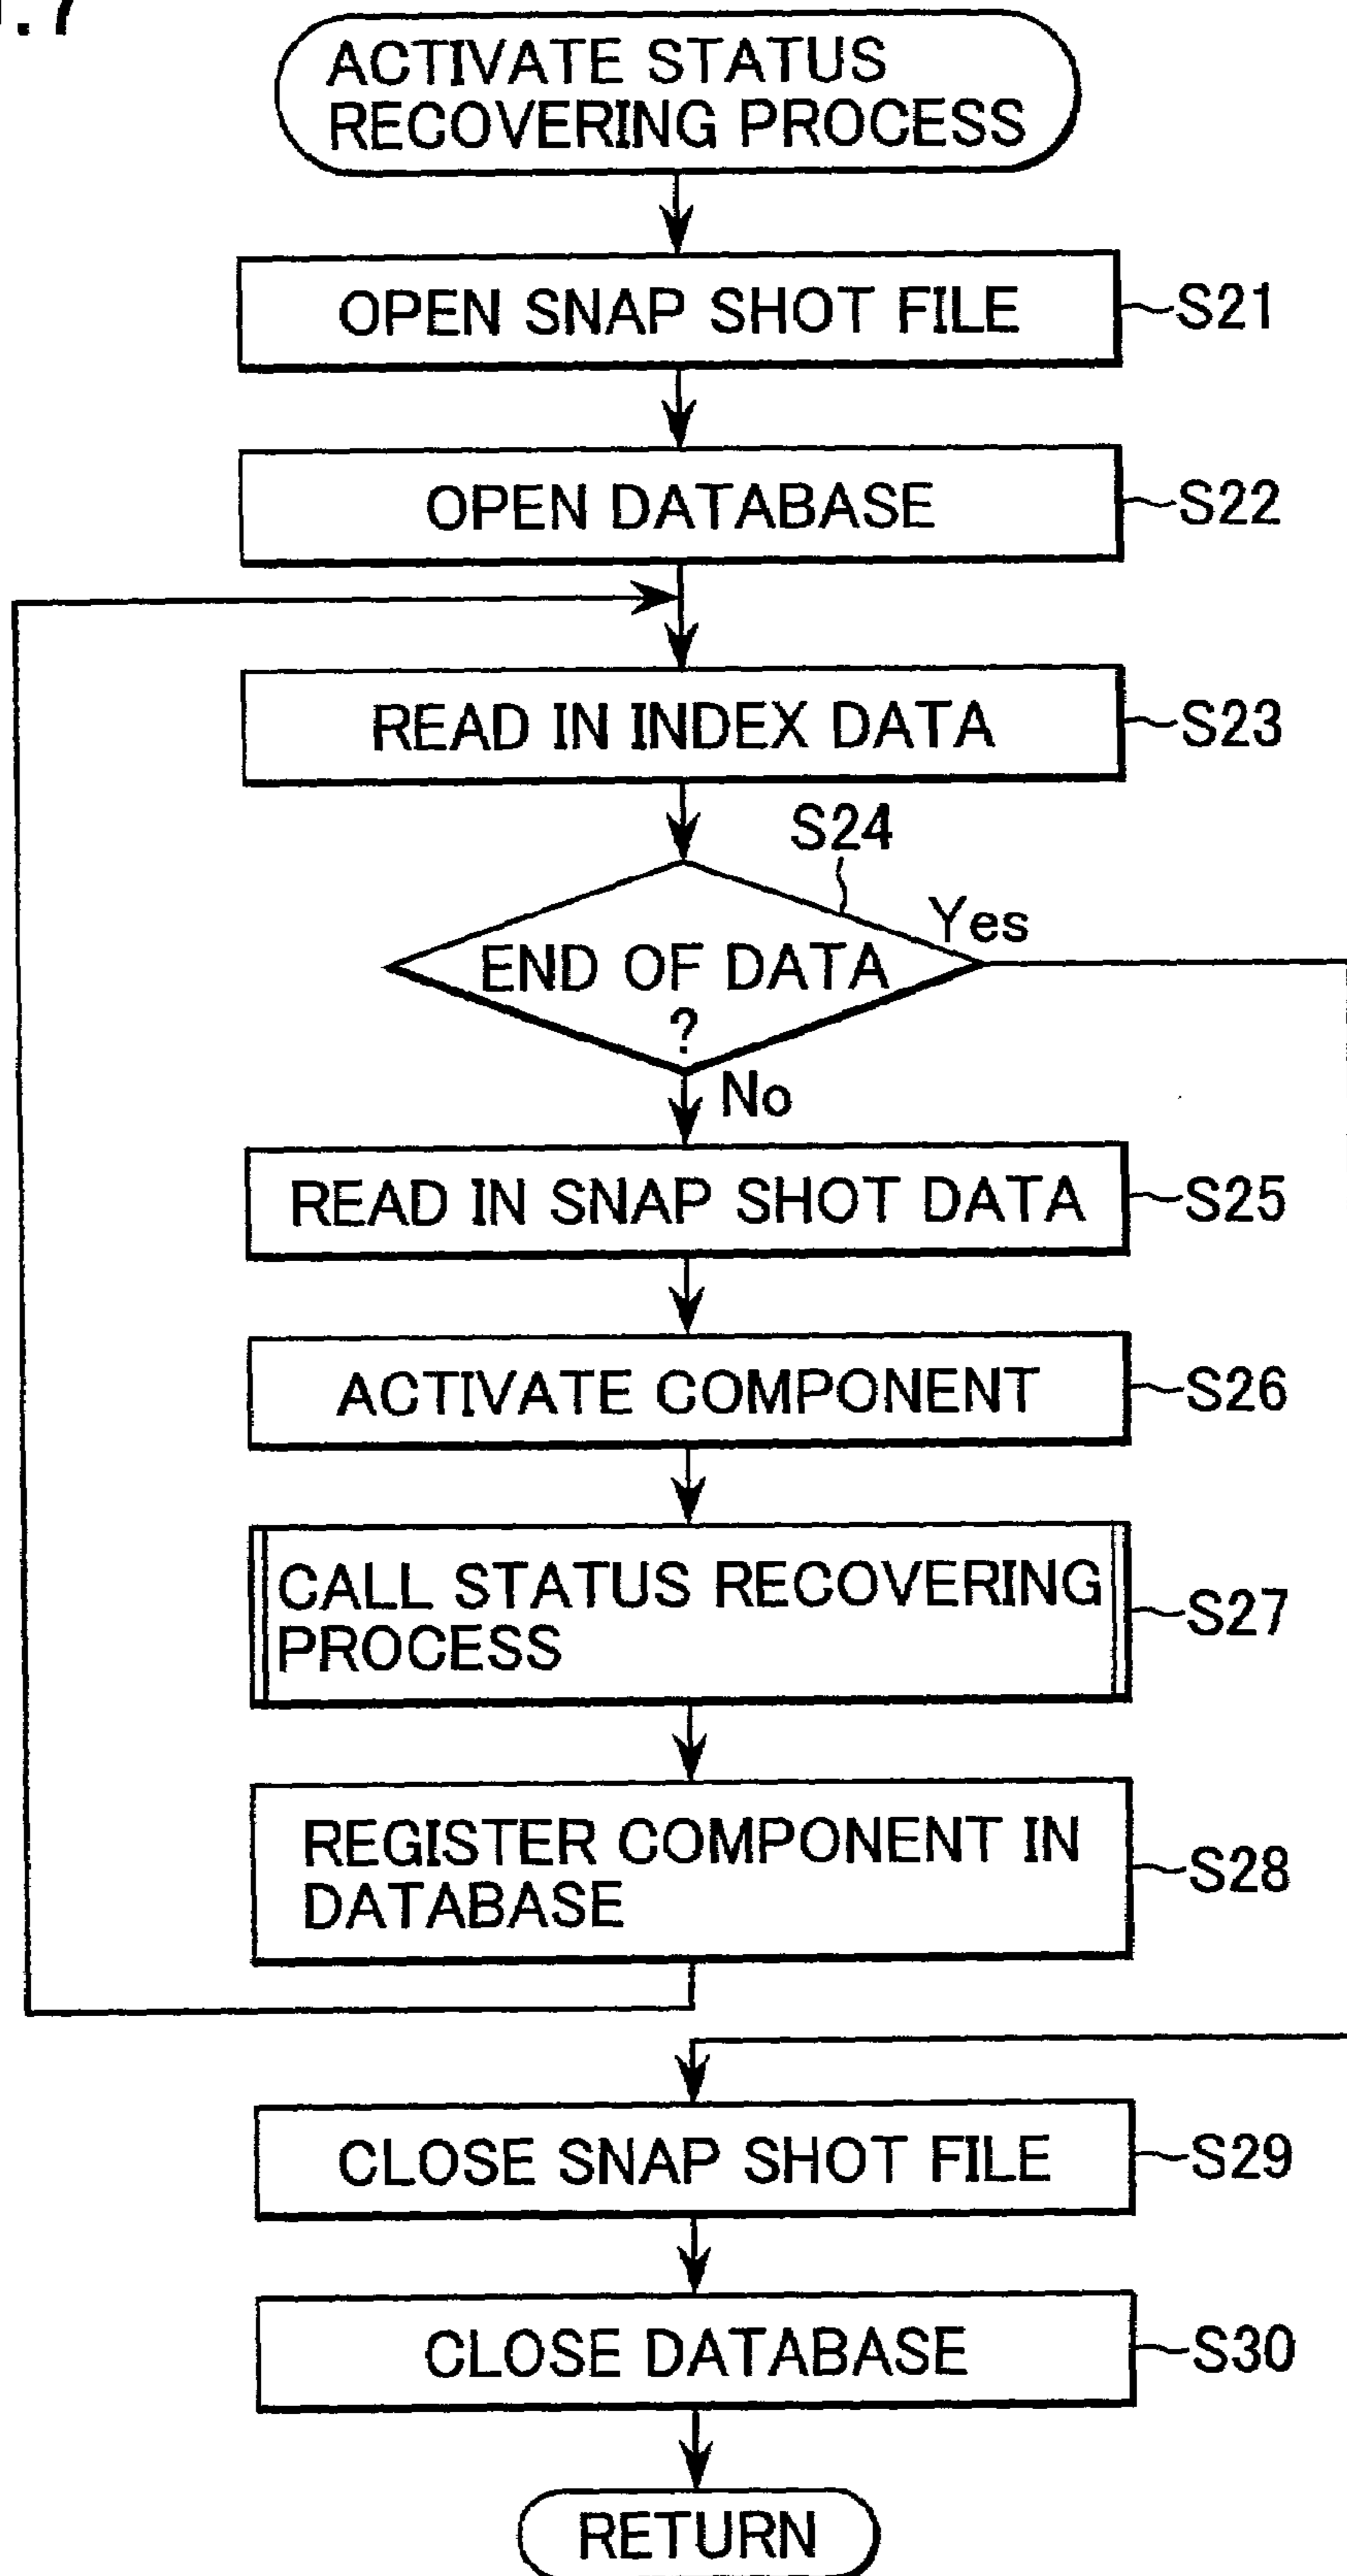 ACTIVATE STATUS
RECOVERING PROCESS
OPEN SNAP SHOT FILE
S21
OPEN DATABASE
S22
READ IN INDEX DATA
S23
S24
Yes
END OF DATA
?
No
READ IN SNAP SHOT DATA
S25
ACTIVATE COMPONENT
S26
CALL STATUS RECOVERING
PROCESS
S27
REGISTER COMPONENT IN
DATABASE
S28
CLOSE SNAP SHOT FILE
S29
CLOSE DATABASE
S30
RETURN